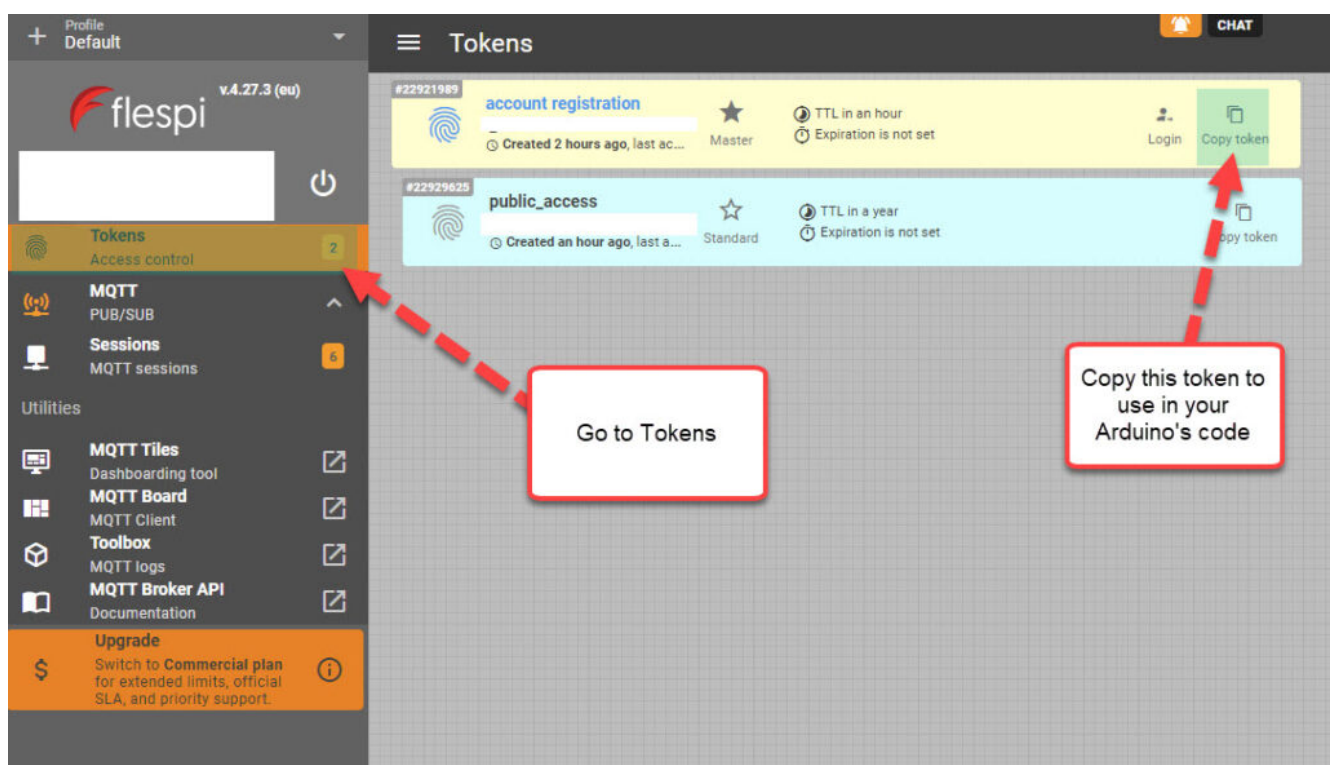 Profile
Default
flespi
v.4.27.3 (eu)
Tokens
Access control
2
MQTT
PUB/SUB
Sessions
MQTT sessions
6
Utilities
MQTT Tiles
Dashboarding tool
MQTT Board
MQTT Client
Toolbox
MQTT logs
MQTT Broker API
Documentation
Upgrade
Switch to Commercial plan
for extended limits, official
SLA, and priority support.
Tokens
CHAT
#22921989
account registration
Created 2 hours ago, last ac...
Master
TTL in an hour
Expiration is not set
Login
Copy token
#22929625
public_access
Created an hour ago, last a...
Standard
TTL in a year
Expiration is not set
opy token
Go to Tokens
Copy this token to
use in your
Arduino's code